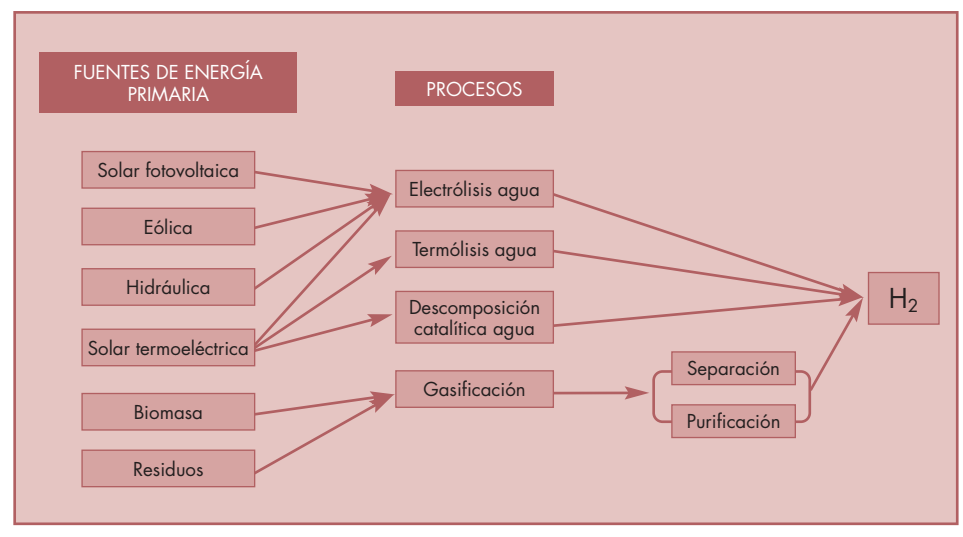 FUENTES DE ENERGÍA
PRIMARIA
PROCESOS
Solar fotovoltaica
Eólica
Hidráulica
Solar termoeléctrica
Biomasa
Residuos
Electrólisis agua
Termólisis agua
Descomposición
catalítica agua
Gasificación
Separación
Purificación
H₂